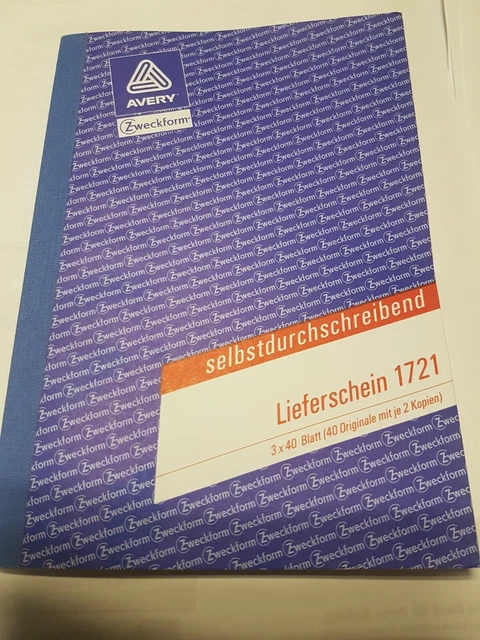 AVERY
Zweckform
selbstdurchschreibend
Lieferschein 1721
3 x 40 Blatt (40 Originale mit je 2 Kopien)